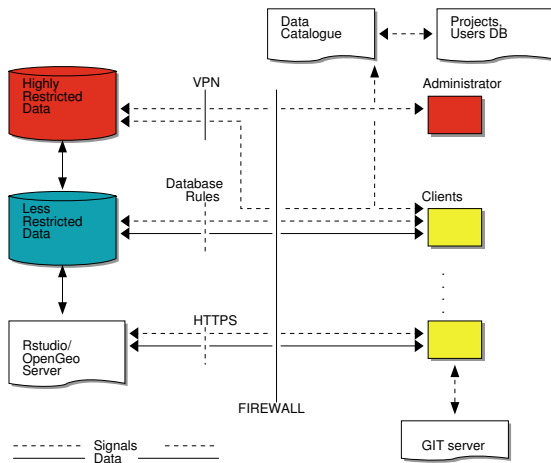 Data
Catalogue
Projects,
Users DB
Highly
Restricted
Data
VPN
Administrator
Database
Rules
Clients
Less
Restricted
Data
HTTPS
Rstudio/
OpenGeo
Server
FIREWALL
GIT server
Signals
Data